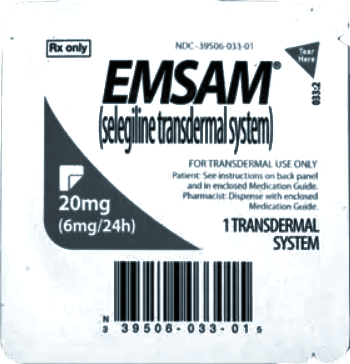 Rx only
NDC-39506-033-01
Tear
Here
EMSAM®
(selegiline transdermal system)
033:2
FOR TRANSDERMAL USE ONLY
Patient: See instructions on back panel
and in enclosed Medication Guide.
Pharmacist: Dispense with enclosed
Medication Guide.
20mg
(6mg/24h)
1 TRANSDERMAL
SYSTEM
N
3 39506-033-01 5